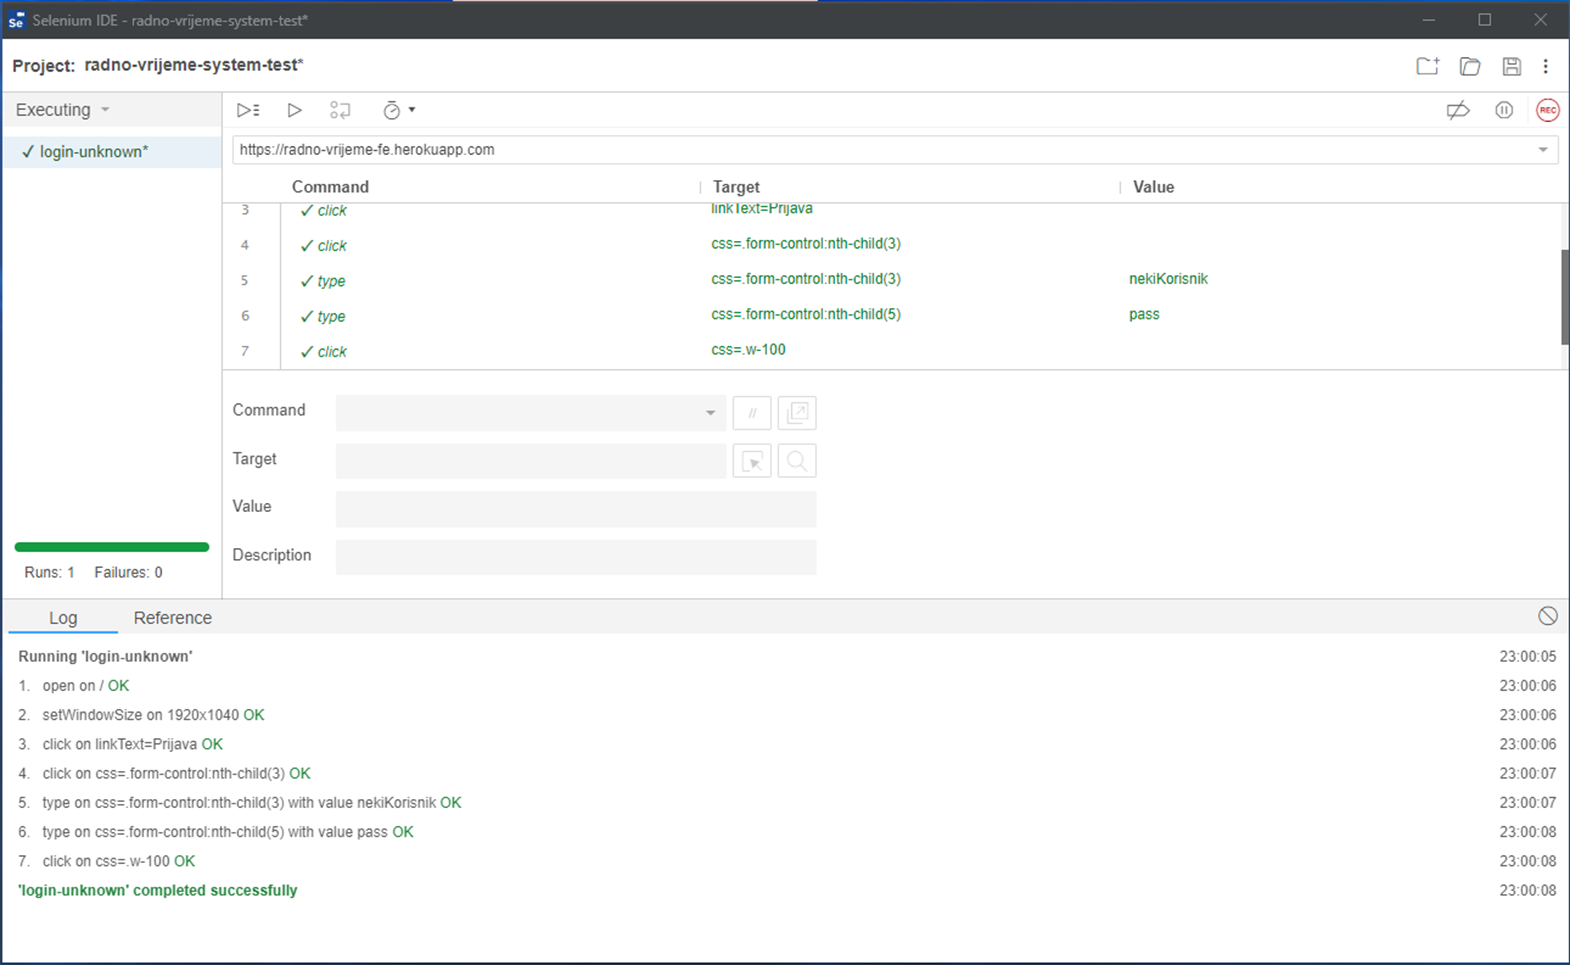 Selenium IDE - radno-vrijeme-system-test*
Project: radno-vrijeme-system-test*
Executing
REC
✓ login-unknown*
https://radno-vrijeme-fe.herokuapp.com
Command Target Value
3 ✓ click linkText=Prijava
4 ✓ click css=.form-control:nth-child(3)
5 ✓ type css=.form-control:nth-child(3) nekiKorisnik
6 ✓ type css=.form-control:nth-child(5) pass
7 ✓ click css=.w-100
Command //
Target
Value
Description
Runs: 1 Failures: 0
Log Reference
Running 'login-unknown' 23:00:05
1. open on / OK 23:00:06
2. setWindowSize on 1920x1040 OK 23:00:06
3. click on linkText=Prijava OK 23:00:06
4. click on css=.form-control:nth-child(3) OK 23:00:07
5. type on css=.form-control:nth-child(3) with value nekiKorisnik OK 23:00:07
6. type on css=.form-control:nth-child(5) with value pass OK 23:00:08
7. click on css=.w-100 OK 23:00:08
'login-unknown' completed successfully 23:00:08